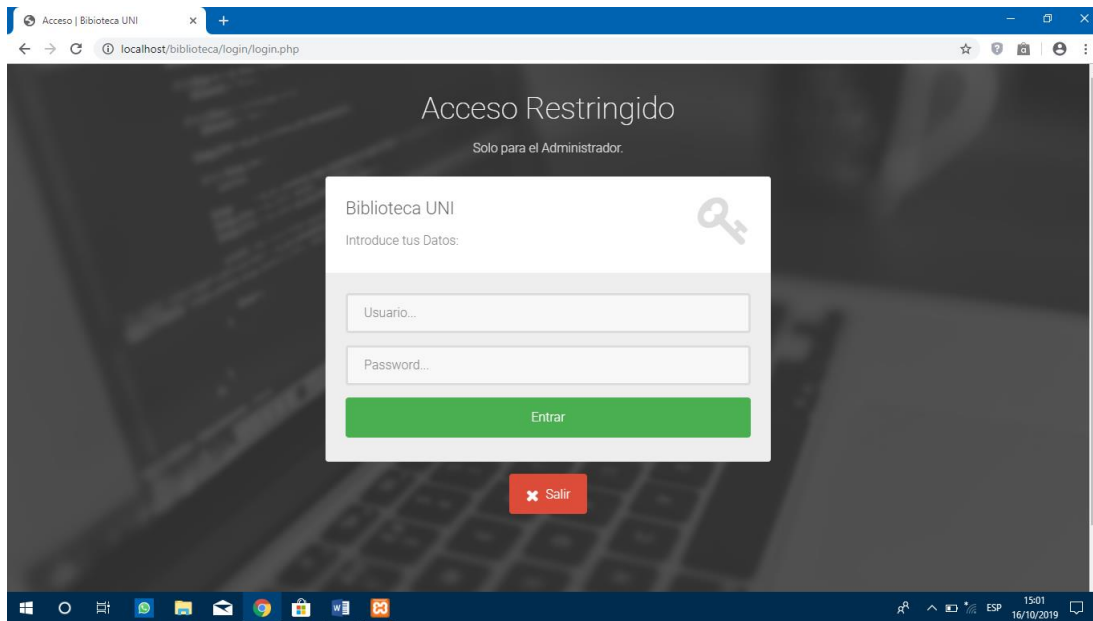 Acceso | Bibioteca UNI
localhost/biblioteca/login/login.php
Acceso Restringido
Solo para el Administrador.
Biblioteca UNI
Introduce tus Datos:
Usuario...
Password...
Entrar
Salir
ESP
15:01
16/10/2019